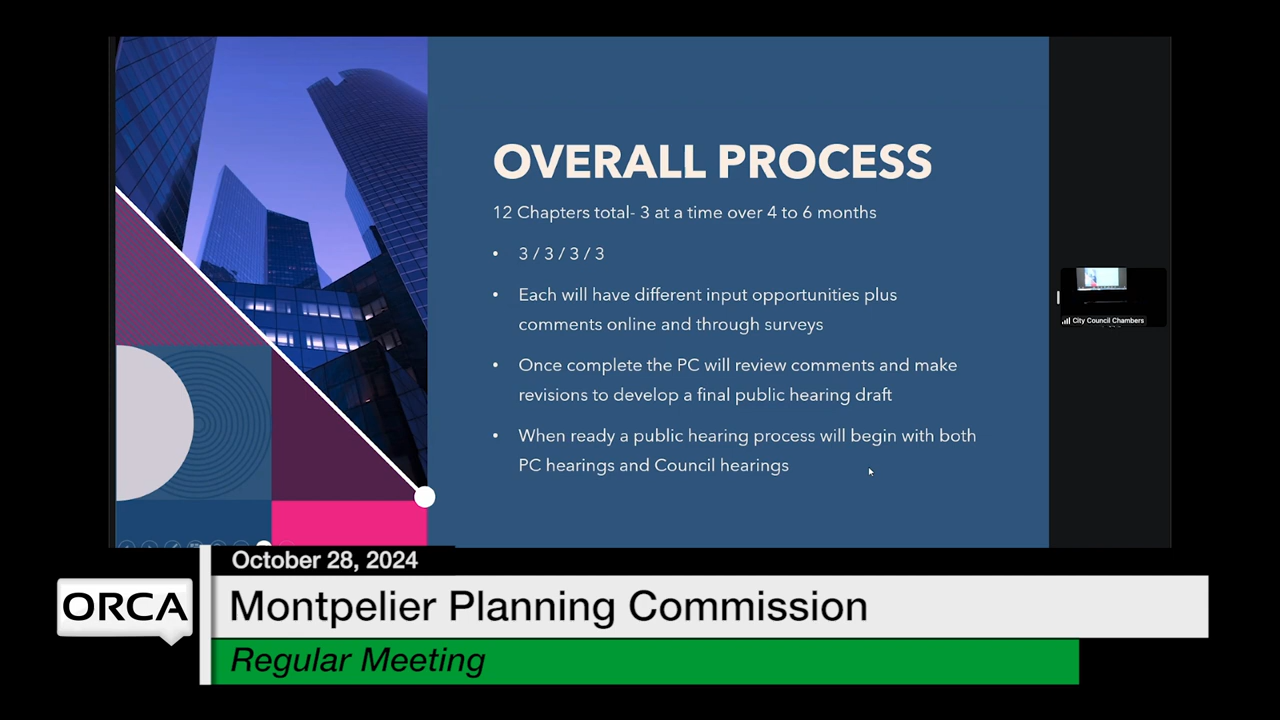 OVERALL PROCESS
12 Chapters total- 3 at a time over 4 to 6 months
• 3 / 3 / 3 / 3
• Each will have different input opportunities plus
comments online and through surveys
• Once complete the PC will review comments and make
revisions to develop a final public hearing draft
• When ready a public hearing process will begin with both
PC hearings and Council hearings
City Council Chambers
October 28, 2024
ORCA
Montpelier Planning Commission
Regular Meeting